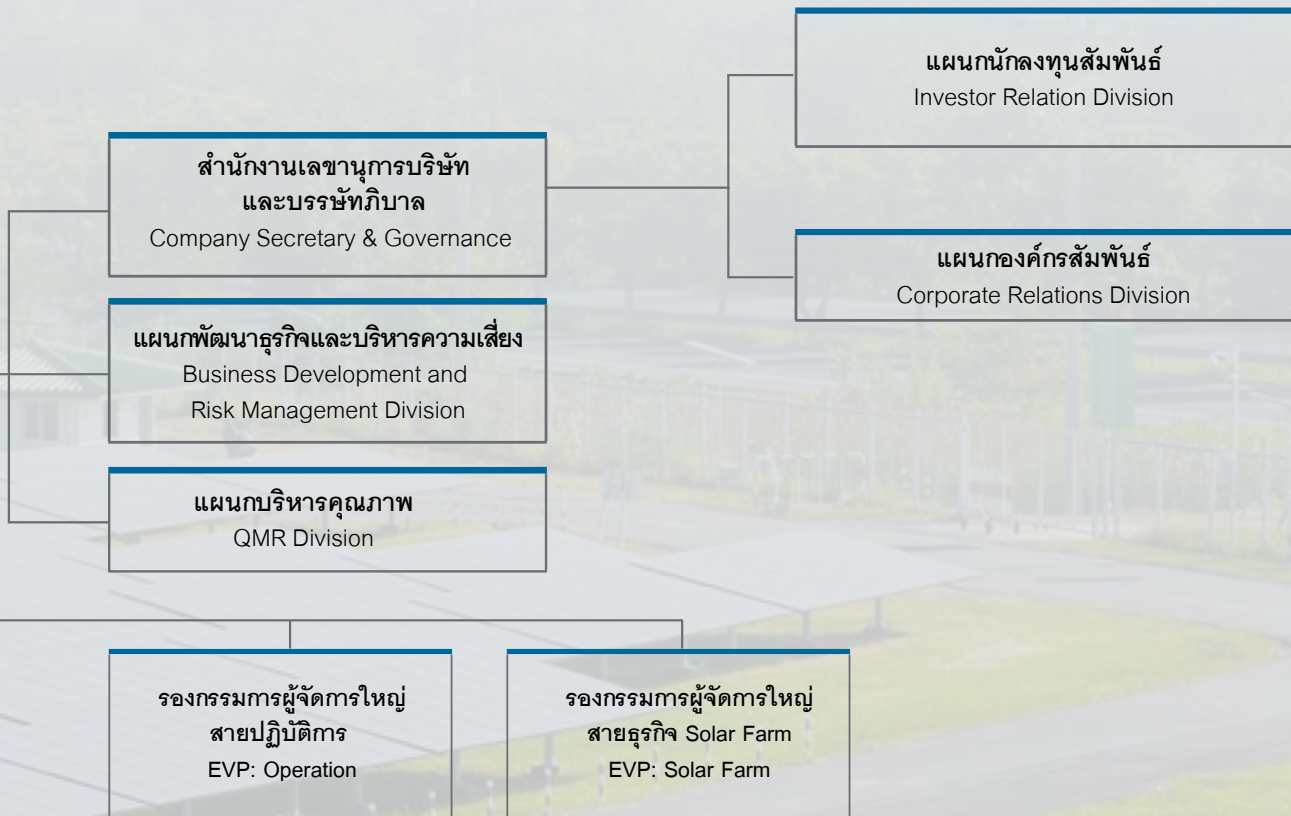 แผนกนักลงทุนสัมพันธ์
Investor Relation Division
สำนักงานเลขานุการบริษัท
และบรรษัทภิบาล
Company Secretary & Governance
แผนกองค์กรสัมพันธ์
Corporate Relations Division
แผนกพัฒนาธุรกิจและบริหารความเสี่ยง
Business Development and
Risk Management Division
แผนกบริหารคุณภาพ
QMR Division
รองกรรมการผู้จัดการใหญ่
สายปฏิบัติการ
EVP: Operation
รองกรรมการผู้จัดการใหญ่
สายธุรกิจ Solar Farm
EVP: Solar Farm